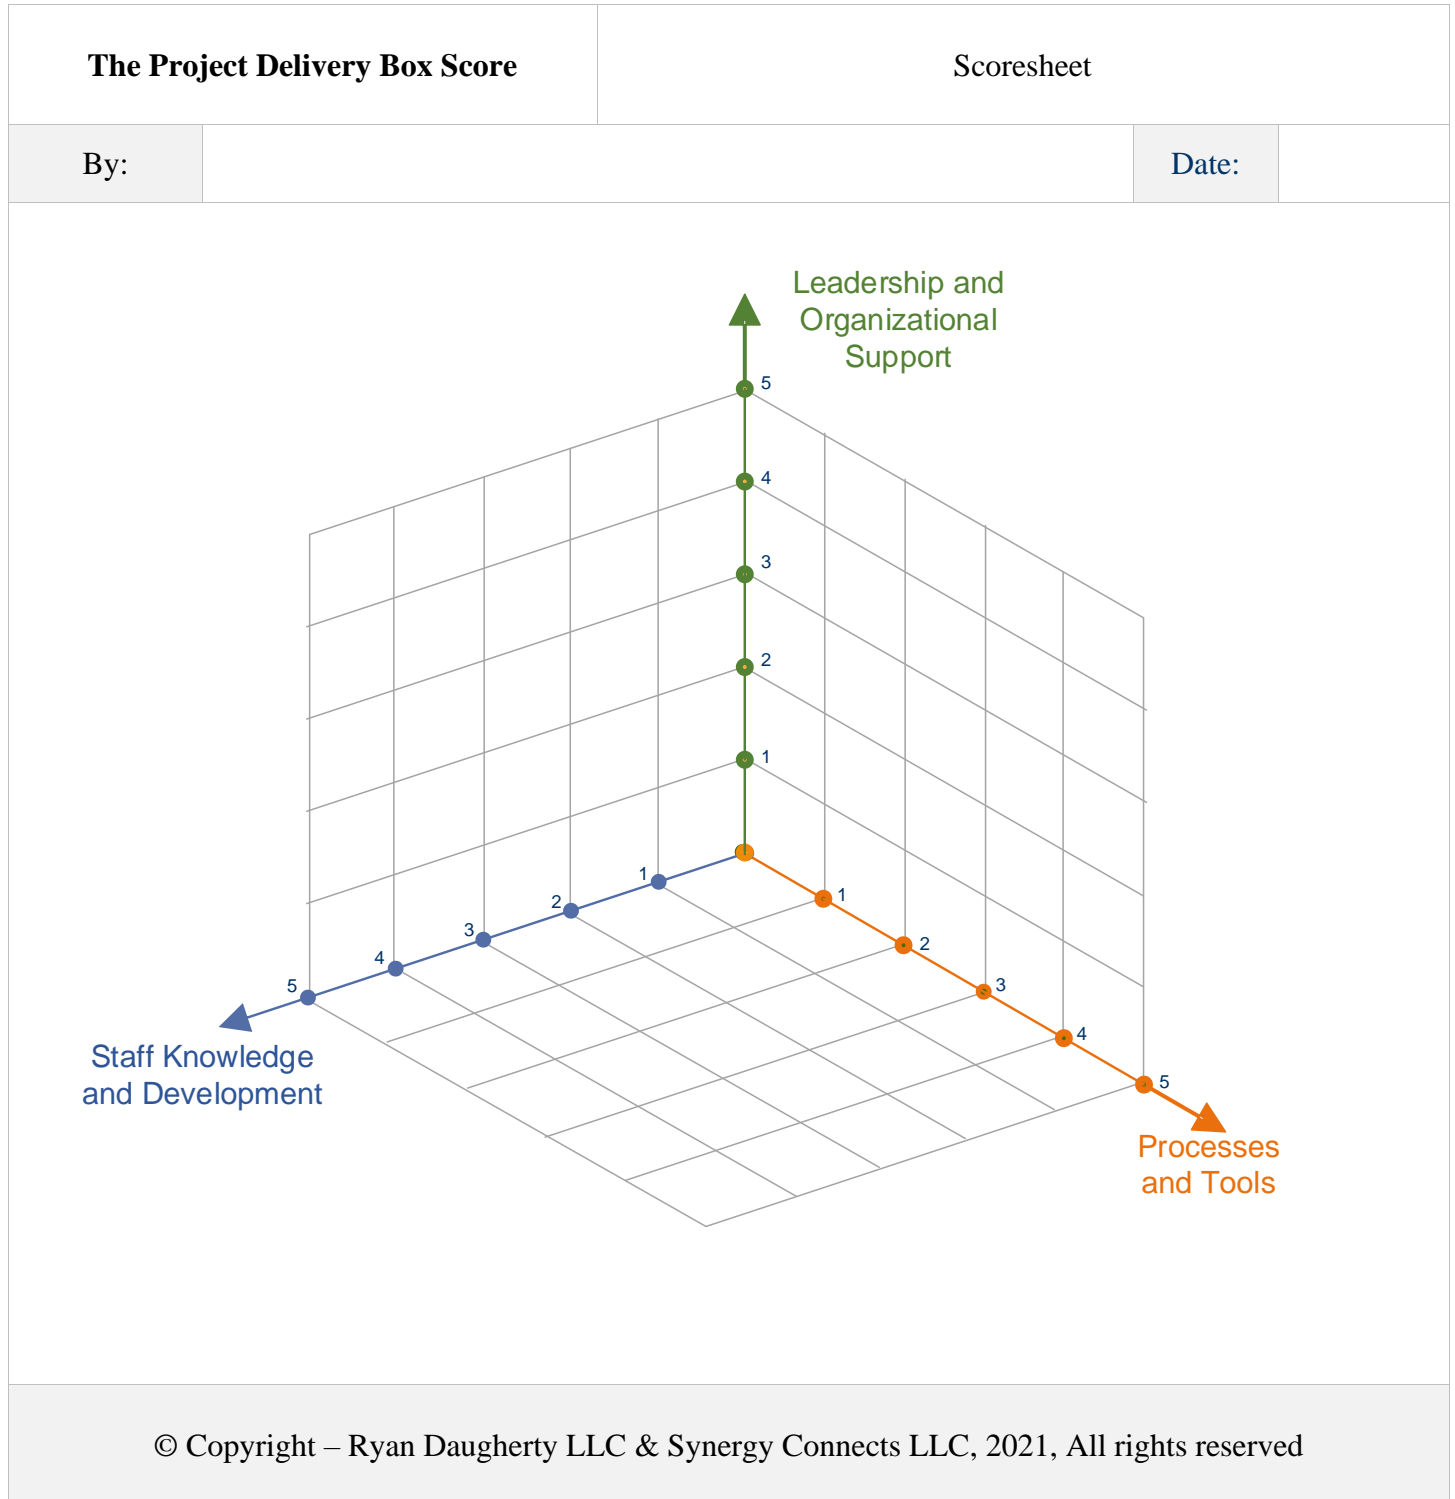 The Project Delivery Box Score
Scoresheet
By:
Date:
Leadership and
Organizational
Support
5
4
3
2
1
1
2
3
4
5
Staff Knowledge
and Development
1
2
3
4
5
Processes
and Tools
© Copyright – Ryan Daugherty LLC & Synergy Connects LLC, 2021, All rights reserved